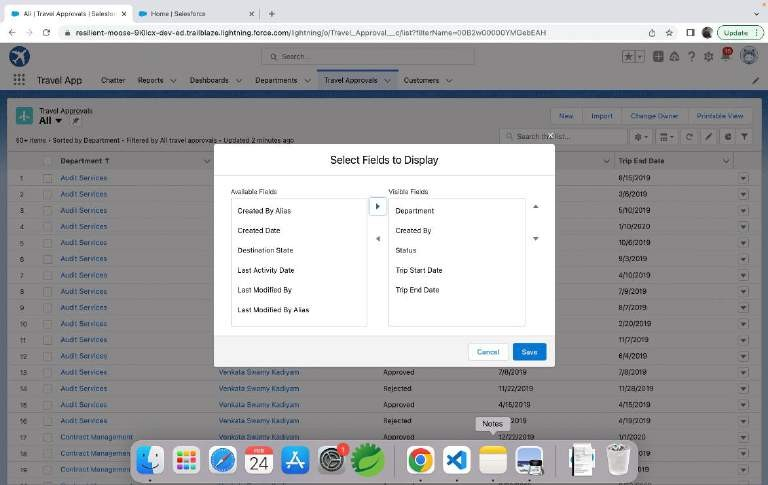 All | Travel Approvals | Salesfor
Home | Salesforce
resilient-moose-9i0lcx-dev-ed.trailblaze.lightning.force.com/lightning/o/Travel_Approval__c/list?filterName=00B2w00000YMGebEAH
Update
Search...
Travel App
Chatter
Reports
Dashboards
Departments
Travel Approvals
Customers
Travel Approvals
All
New
Import
Change Owner
Printable View
50+ items • Sorted by Department • Filtered by All travel approvals • Updated 2 minutes ago
Search this list...
Department ↑
Trip End Date
1 Audit Services 8/15/2019
2 Audit Services 3/6/2019
3 Audit Services 5/10/2019
4 Audit Services 1/10/2020
5 Audit Services 10/6/2019
6 Audit Services 9/3/2019
7 Audit Services 4/10/2019
8 Audit Services 7/9/2019
9 Audit Services 8/7/2019
10 Audit Services 2/20/2019
11 Audit Services 11/7/2019
12 Audit Services 6/4/2019
13 Audit Services Venkata Swamy Kadiyam Approved 7/8/2019 7/8/2019
14 Audit Services Venkata Swamy Kadiyam Rejected 11/22/2019 11/28/2019
15 Audit Services Venkata Swamy Kadiyam Approved 4/15/2019 4/15/2019
16 Audit Services Venkata Swamy Kadiyam Rejected 4/19/2019
17 Contract Management Approved 12/22/2019 1/1/2020
18 Contract Mana
19 Contract Mana
Select Fields to Display
Available Fields
Created By Alias
Created Date
Destination State
Last Activity Date
Last Modified By
Last Modified By Alias
Visible Fields
Department
Created By
Status
Trip Start Date
Trip End Date
Cancel
Save
Notes
FEB
24
1